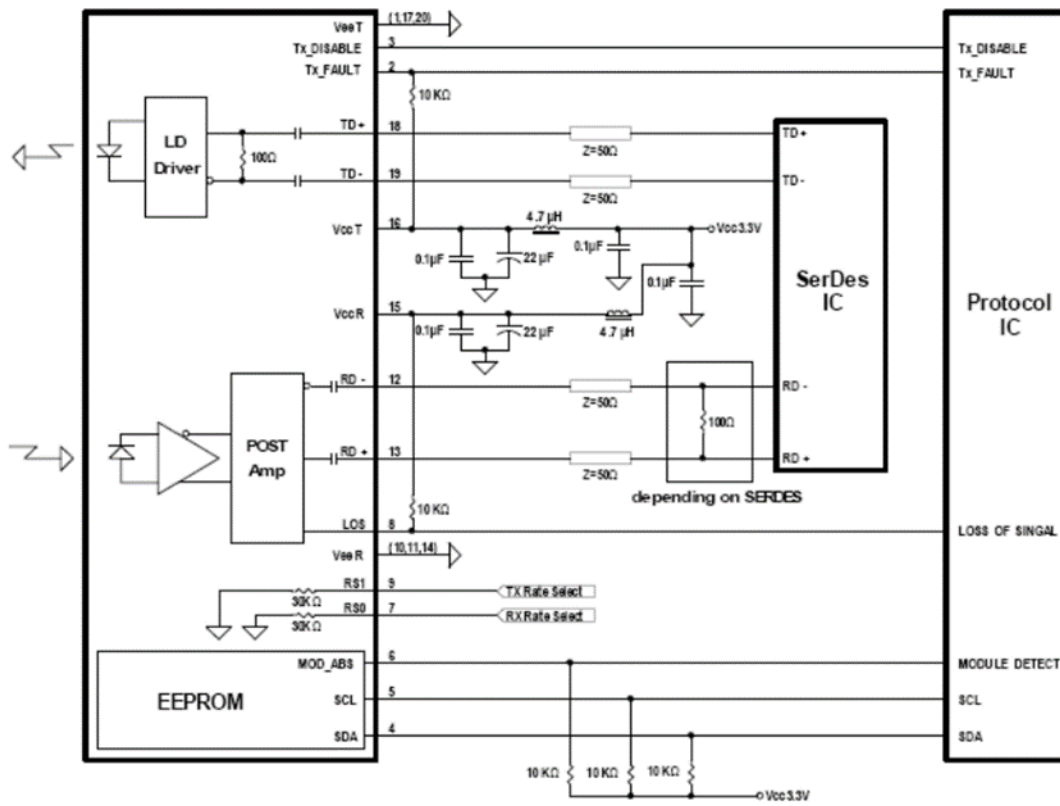 VeeT
(1,17,20)
Tx_DISABLE
3
Tx_DISABLE
Tx_FAULT
2
Tx_FAULT
10 KΩ
LD
Driver
100Ω
TD+
18
Z=50Ω
TD+
TD-
19
Z=50Ω
TD-
VccT
16
4.7 µH
Vcc3.3V
0.1µF
22 µF
0.1µF
0.1µF
SerDes
IC
Protocol
IC
VccR
15
0.1µF
22 µF
4.7 µH
RD -
12
Z=50Ω
RD -
100Ω
POST
Amp
RD +
13
Z=50Ω
RD +
depending on SERDES
10 KΩ
LOS
8
LOSS OF SINGAL
VeeR
(10,11,14)
RS1
9
30KΩ
TX Rate Select
RS0
7
30KΩ
RX Rate Select
MOD_ABS
6
MODULE DETECT
EEPROM
SCL
5
SCL
SDA
4
SDA
10 KΩ
10 KΩ
10 KΩ
Vcc3.3V